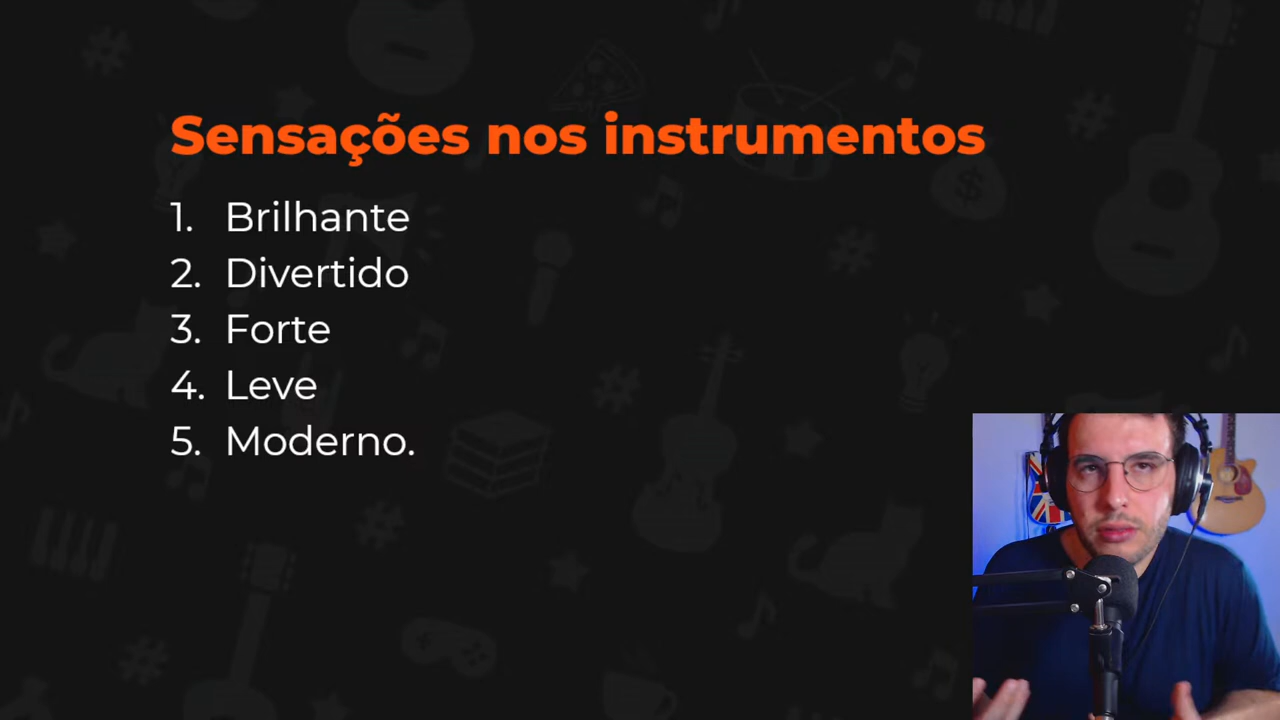 Sensações nos instrumentos
1. Brilhante
2. Divertido
3. Forte
4. Leve
5. Moderno.